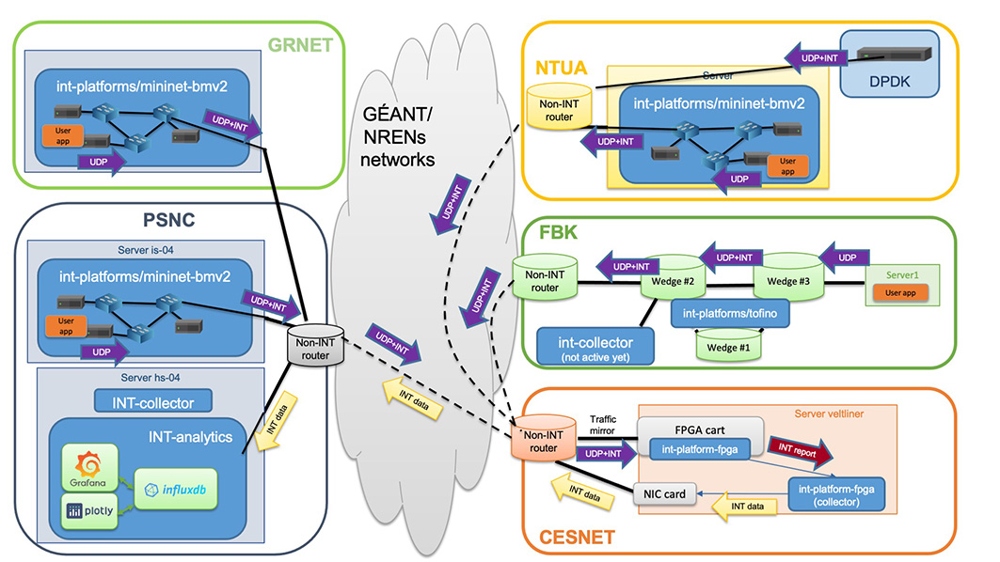 GRNET
int-platforms/mininet-bmv2
User
app
UDP+INT
UDP
PSNC
Server is-04
int-platforms/mininet-bmv2
User
app
UDP+INT
UDP
Non-INT
router
Server hs-04
INT-collector
INT-analytics
INT data
Grafana
influxdb
plotly
GÉANT/
NRENs
networks
UDP+INT
UDP+INT
UDP+INT
INT data
NTUA
UDP+INT
DPDK
Server
Non-INT
router
int-platforms/mininet-bmv2
UDP+INT
User
app
UDP
FBK
Non-INT
router
UDP+INT
UDP+INT
UDP
Wedge #2
Wedge #3
Server1
User app
int-platforms/tofino
int-collector
(not active yet)
Wedge #1
CESNET
Non-INT
router
Traffic
mirror
UDP+INT
Server veltliner
FPGA cart
int-platform-fpga
INT report
int-platform-fpga
(collector)
NIC card
INT data
INT data